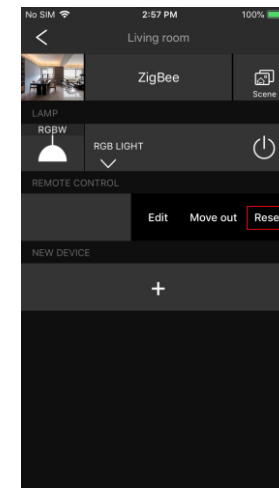 No SIM 2:57 PM 100%
Living room
ZigBee
Scene
LAMP
RGBW
RGB LIGHT
REMOTE CONTROL
Edit Move out Rese
NEW DEVICE
+